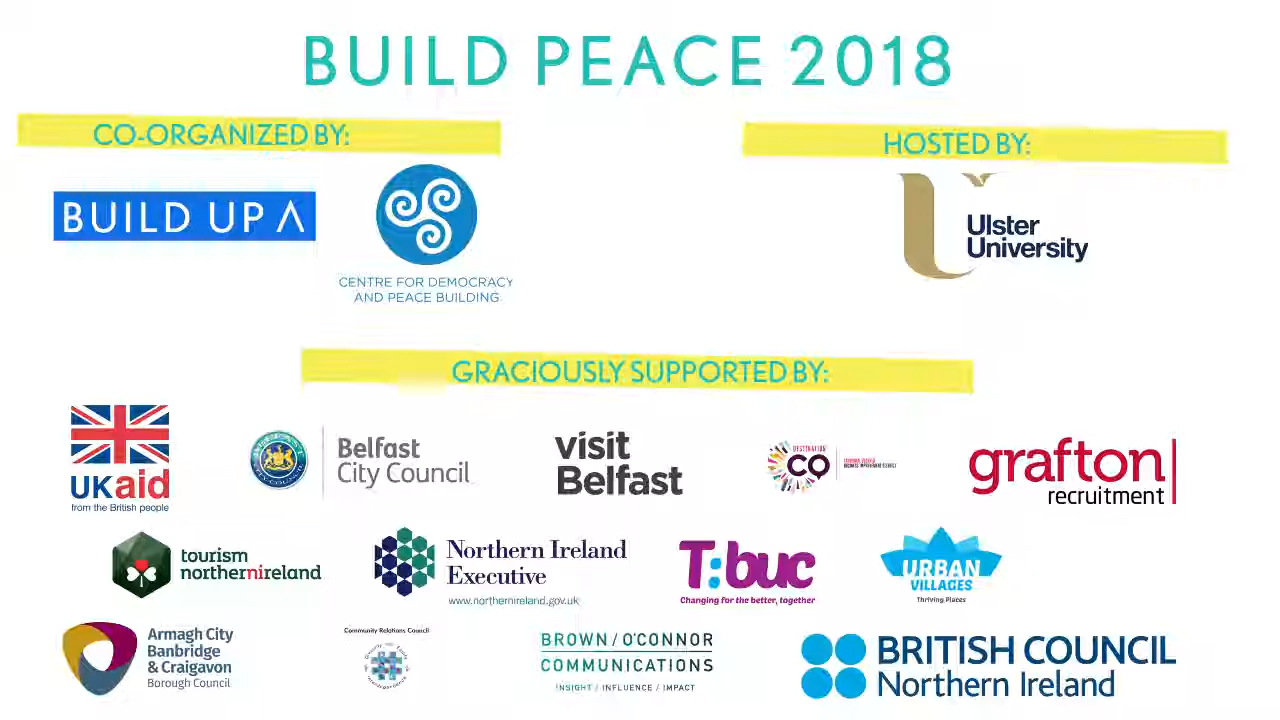 BUILD PEACE 2018
CO-ORGANIZED BY:
HOSTED BY:
BUILD UP
CENTRE FOR DEMOCRACY
AND PEACE BUILDING
Ulster
University
GRACIOUSLY SUPPORTED BY:
UKaid
from the British people
Belfast
City Council
visit
Belfast
DESTINATION
CQ
grafton
recruitment
tourism
northernireland
Northern Ireland
Executive
www.northernireland.gov.uk
T:buc
Changing for the better, together
URBAN
VILLAGES
Thriving Places
Armagh City
Banbridge
& Craigavon
Borough Council
Community Relations Council
BROWN / O'CONNOR
COMMUNICATIONS
INSIGHT / INFLUENCE / IMPACT
BRITISH COUNCIL
Northern Ireland